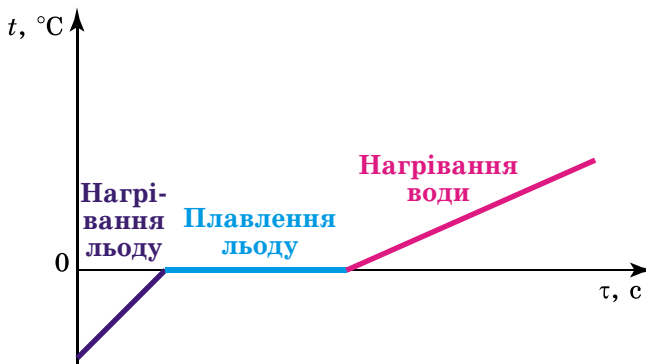 t, °C
Нагрі-
вання
льоду
Плавлення
льоду
Нагрівання
води
0
τ, с